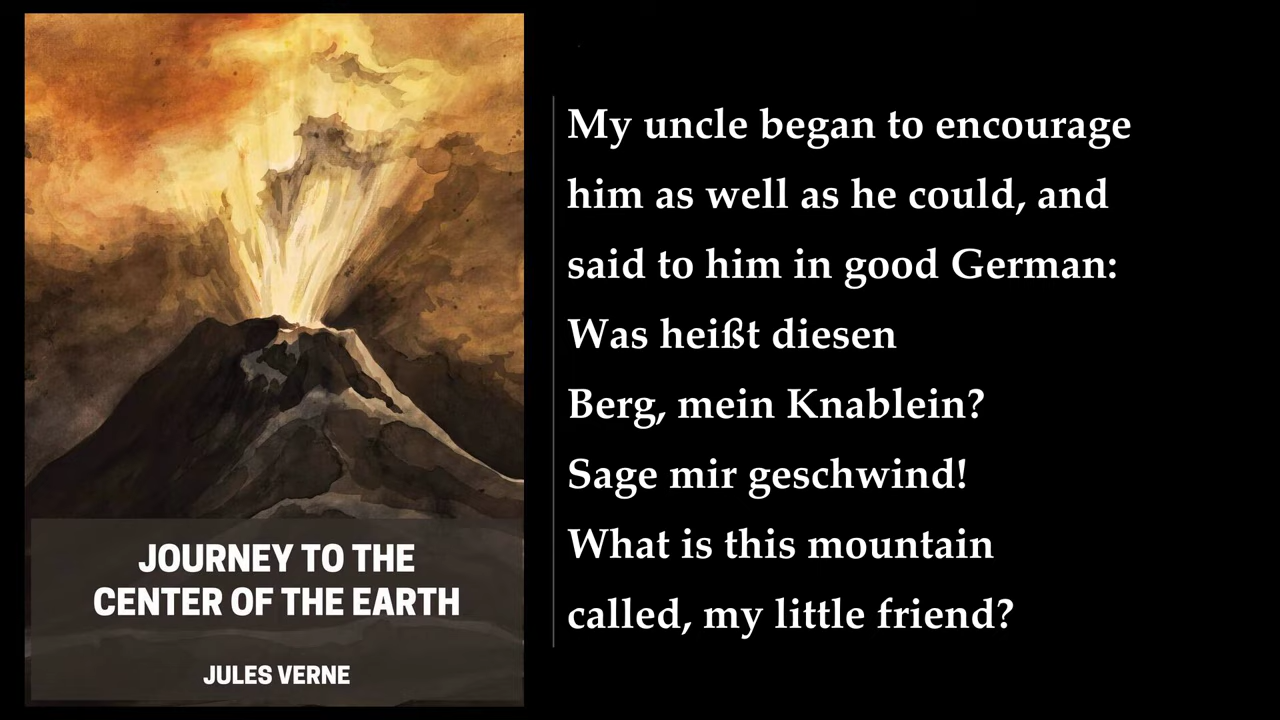 JOURNEY TO THE
CENTER OF THE EARTH
JULES VERNE
My uncle began to encourage
him as well as he could, and
said to him in good German:
Was heißt diesen
Berg, mein Knablein?
Sage mir geschwind!
What is this mountain
called, my little friend?